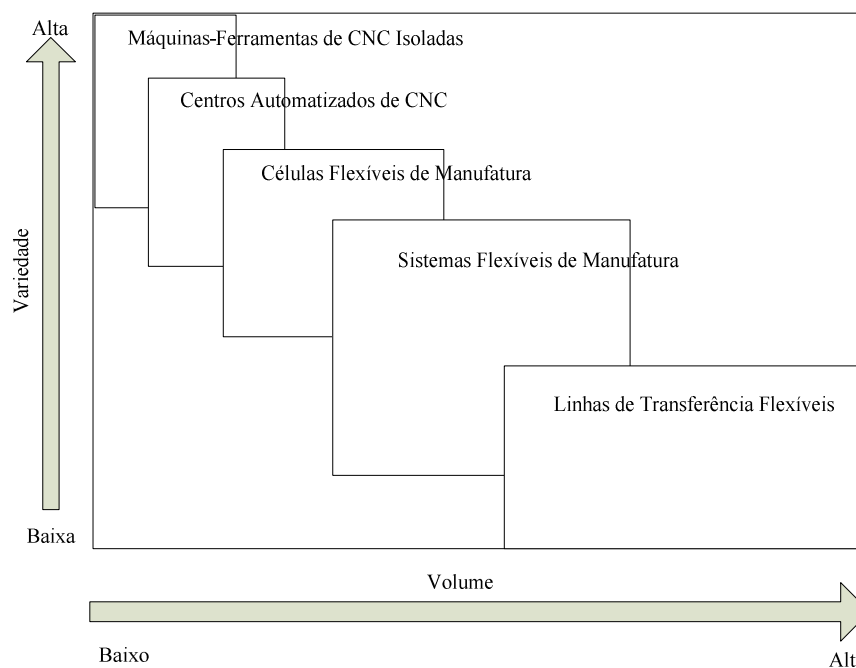 Alta
Máquinas-Ferramentas de CNC Isoladas
Centros Automatizados de CNC
Células Flexíveis de Manufatura
Variedade
Sistemas Flexíveis de Manufatura
Linhas de Transferência Flexíveis
Baixa
Volume
Baixo
Alt